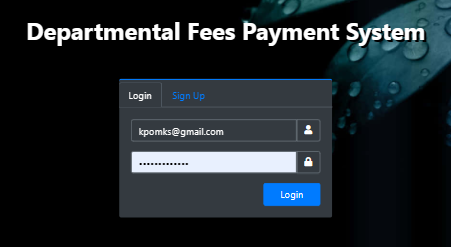 Departmental Fees Payment System
Login Sign Up
kpomks@gmail.com
•••••••••••••
Login